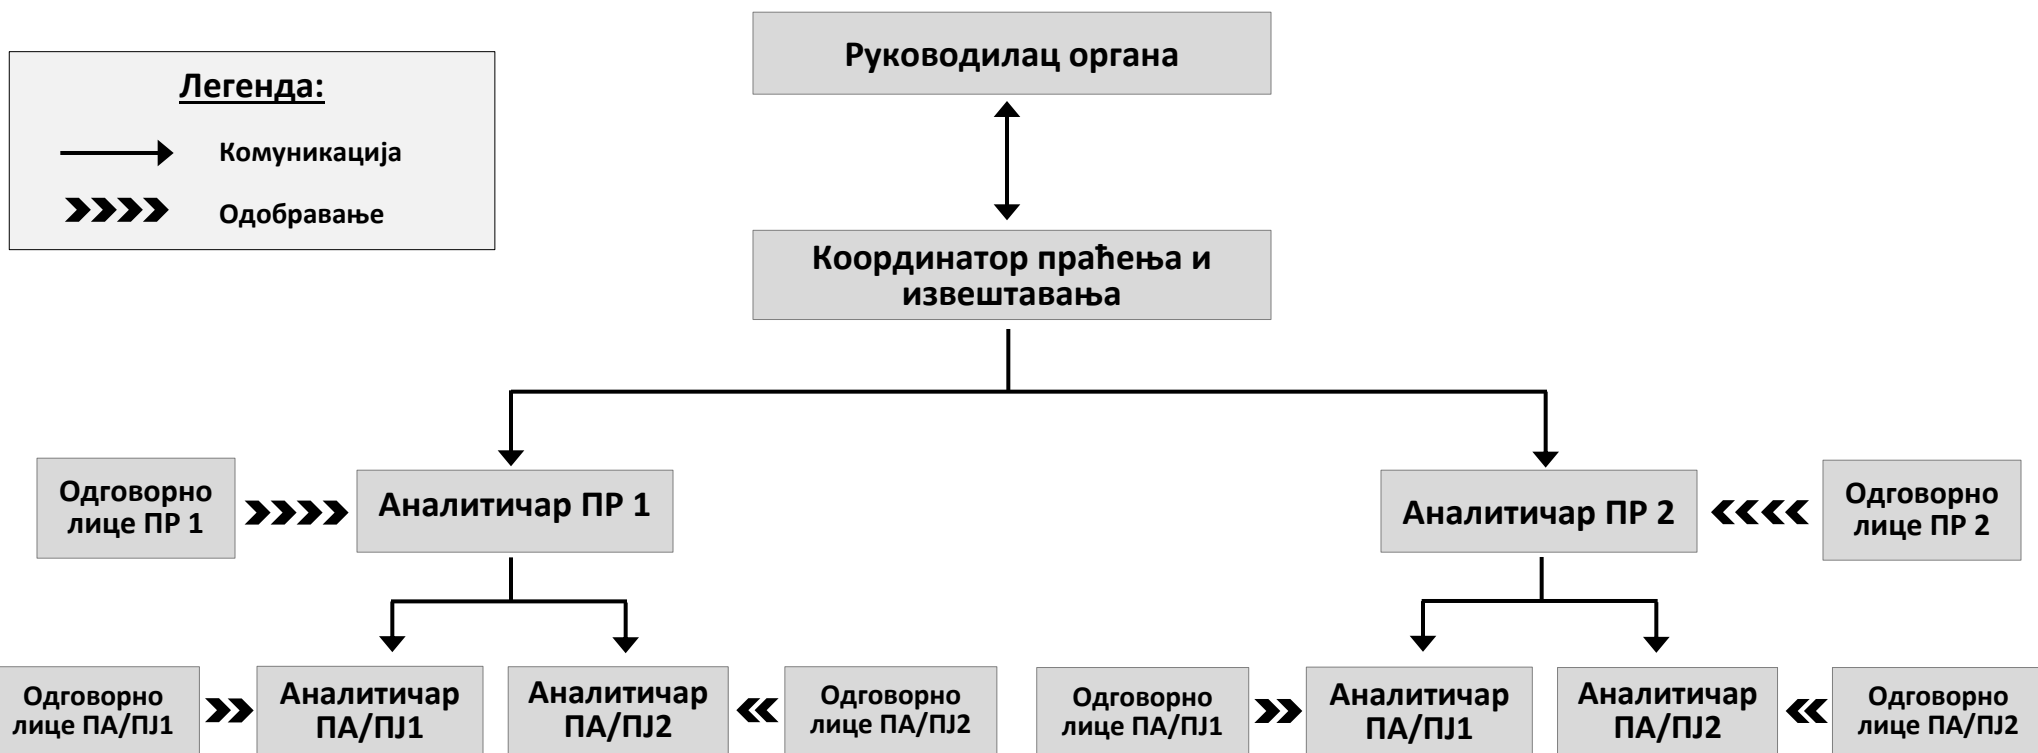 Руководилац органа
Легенда:
Комуникација
Одобравање
Координатор праћења и
извештавања
Одговорно
лице ПР 1
Аналитичар ПР 1
Аналитичар ПР 2
Одговорно
лице ПР 2
Одговорно
лице ПА/ПЈ1
Аналитичар
ПА/ПЈ1
Аналитичар
ПА/ПЈ2
Одговорно
лице ПА/ПЈ2
Одговорно
лице ПА/ПЈ1
Аналитичар
ПА/ПЈ1
Аналитичар
ПА/ПЈ2
Одговорно
лице ПА/ПЈ2